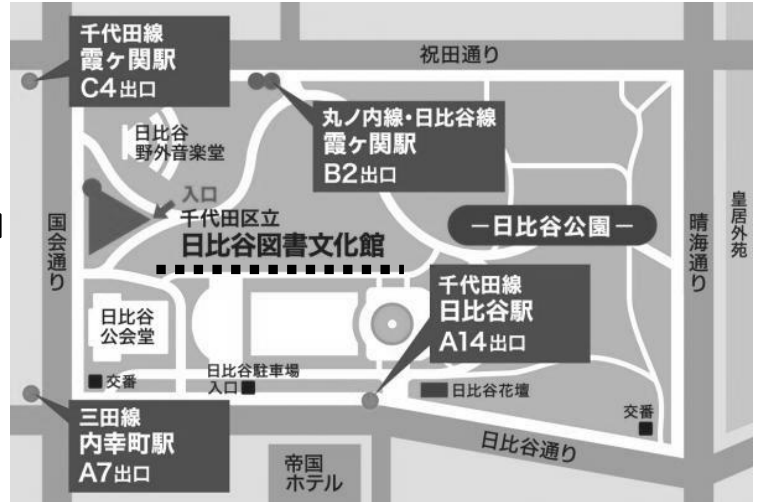 千代田線
霞ヶ関駅
C4出口
祝田通り
丸ノ内線・日比谷線
霞ヶ関駅
B2出口
日比谷
野外音楽堂
入口
千代田区立
日比谷図書文化館
国会通り
－日比谷公園－
晴海通り
皇居外苑
千代田線
日比谷駅
A14出口
日比谷
公会堂
交番
日比谷駐車場
入口
日比谷花壇
交番
三田線
内幸町駅
A7出口
帝国
ホテル
日比谷通り